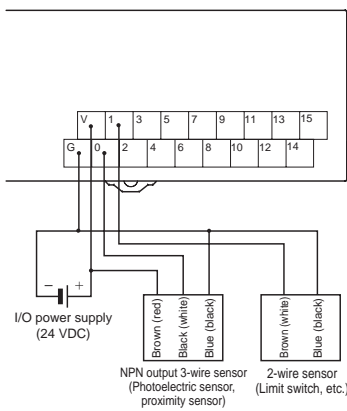 V 1 3 5 7 9 11 13 15
G 0 2 4 6 8 10 12 14
− +
I/O power supply
(24 VDC)
Brown (red)
Black (white)
Blue (black)
Brown (white)
Blue (black)
NPN output 3-wire sensor
(Photoelectric sensor,
proximity sensor)
2-wire sensor
(Limit switch, etc.)